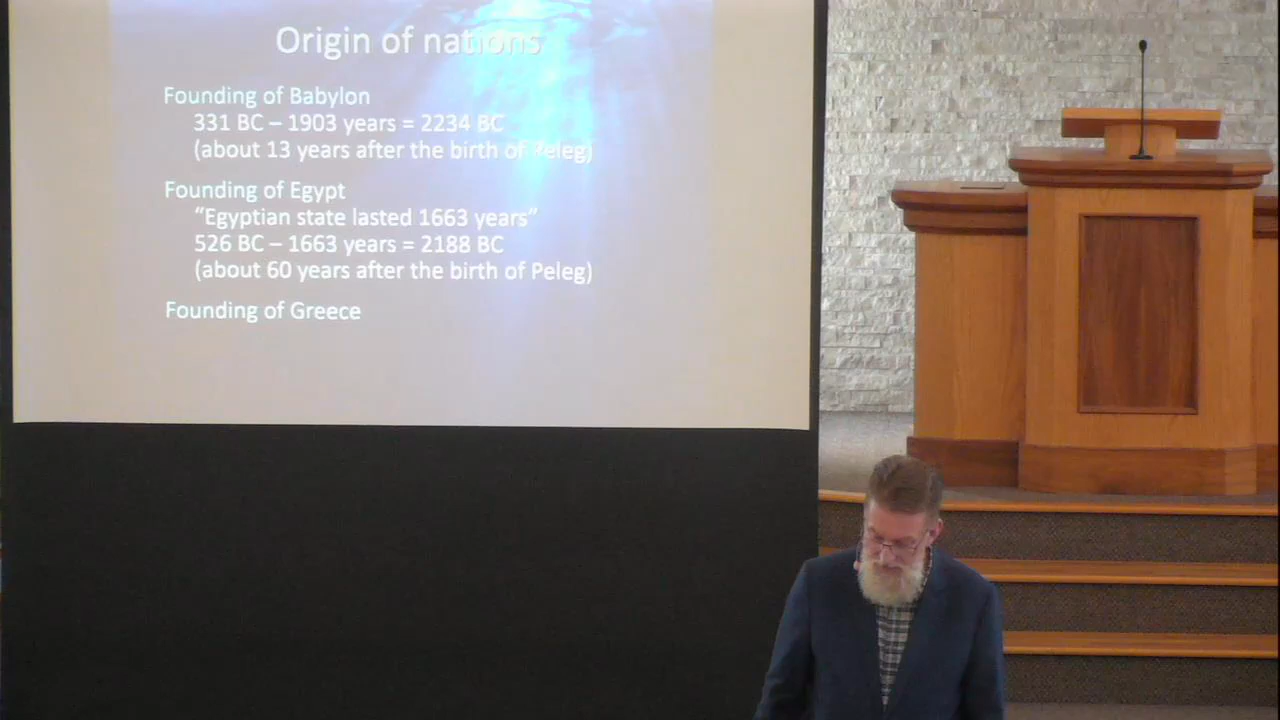 Origin of nations
Founding of Babylon
331 BC – 1903 years = 2234 BC
(about 13 years after the birth of Peleg)
Founding of Egypt
“Egyptian state lasted 1663 years”
526 BC – 1663 years = 2188 BC
(about 60 years after the birth of Peleg)
Founding of Greece